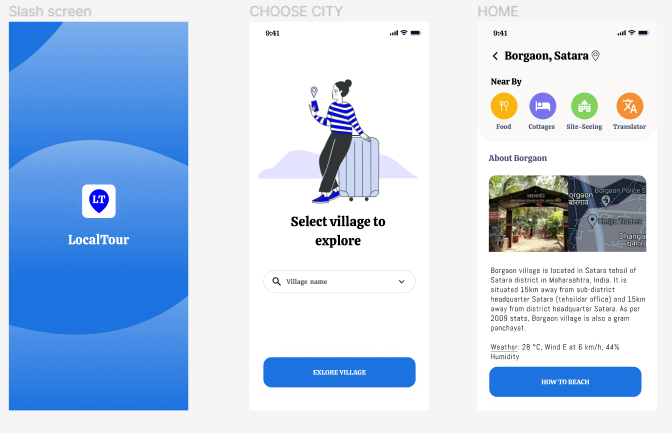 Slash screen
CHOOSE CITY
HOME
LT
LocalTour
9:41
Select village to
explore
Village name
EXLORE VILLAGE
9:41
Borgaon, Satara
Near By
Food
Cottages
Site-Seeing
Translator
About Borgaon
Borgaon Police S
orgaon
बोरगाव
Timjya Traders
Dhanga
Borgaon village is located in Satara tehsil of
Satara district in Maharashtra, India. It is
situated 15km away from sub-district
headquarter Satara (tehsildar office) and 15km
away from district headquarter Satara. As per
2009 stats, Borgaon village is also a gram
panchayat.
Weather: 28 °C, Wind E at 6 km/h, 44%
Humidity
HOW TO REACH